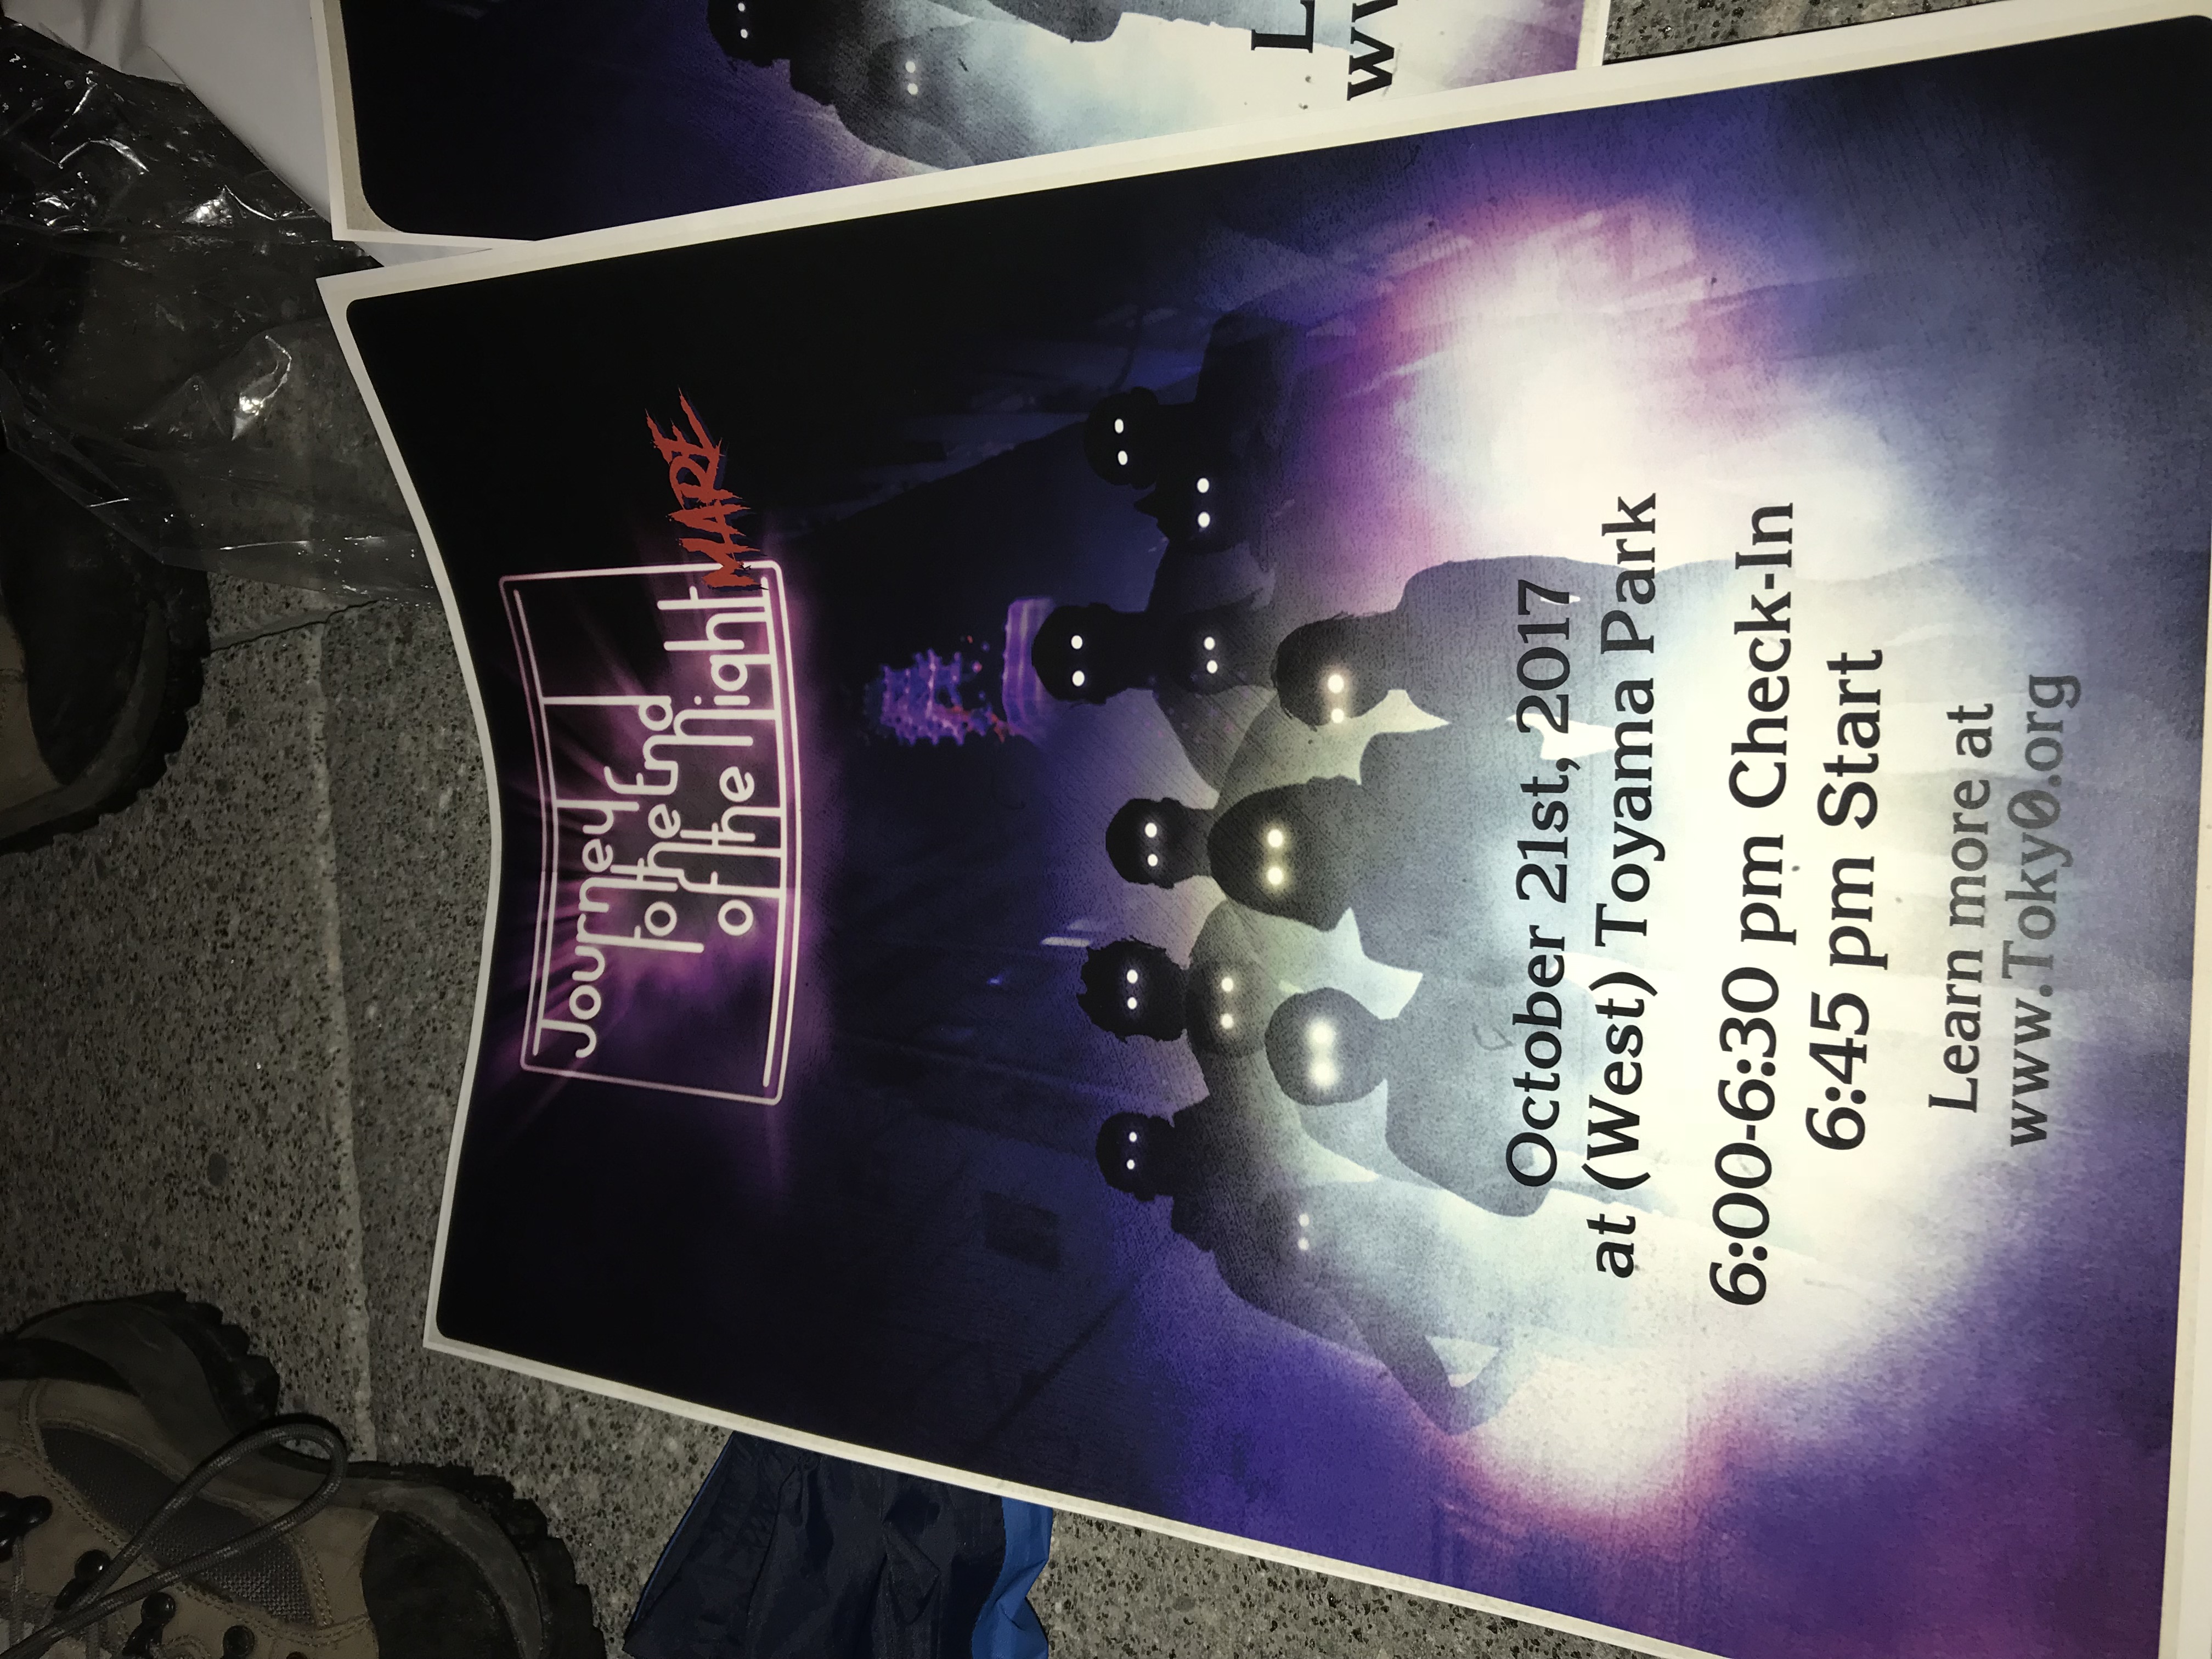 Journey
to the End
of the Night MARE
October 21st, 2017
at (West) Toyama Park
6:00-6:30 pm Check-In
6:45 pm Start
Learn more at
www.Toky0.org
L
ww